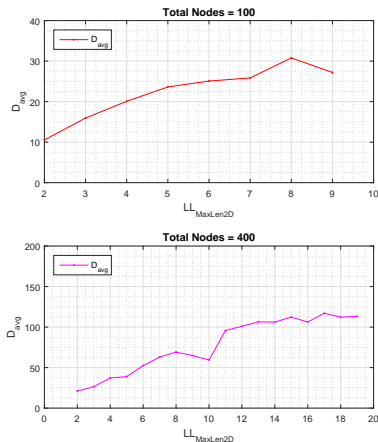 Total Nodes = 100
D_avg
40
30
20
10
0
D_avg
2 3 4 5 6 7 8 9 10
LL_MaxLen2D
Total Nodes = 400
D_avg
200
150
100
50
0
D_avg
0 2 4 6 8 10 12 14 16 18 20
LL_MaxLen2D